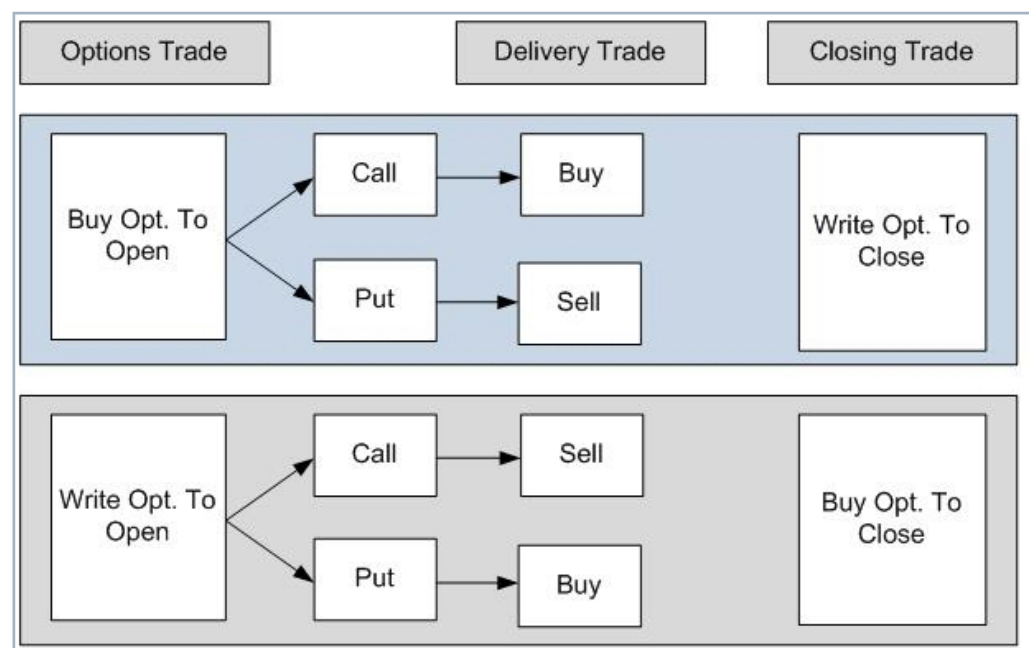 Options Trade
Delivery Trade
Closing Trade
Buy Opt. To
Open
Call
Buy
Put
Sell
Write Opt. To
Close
Write Opt. To
Open
Call
Sell
Put
Buy
Buy Opt. To
Close